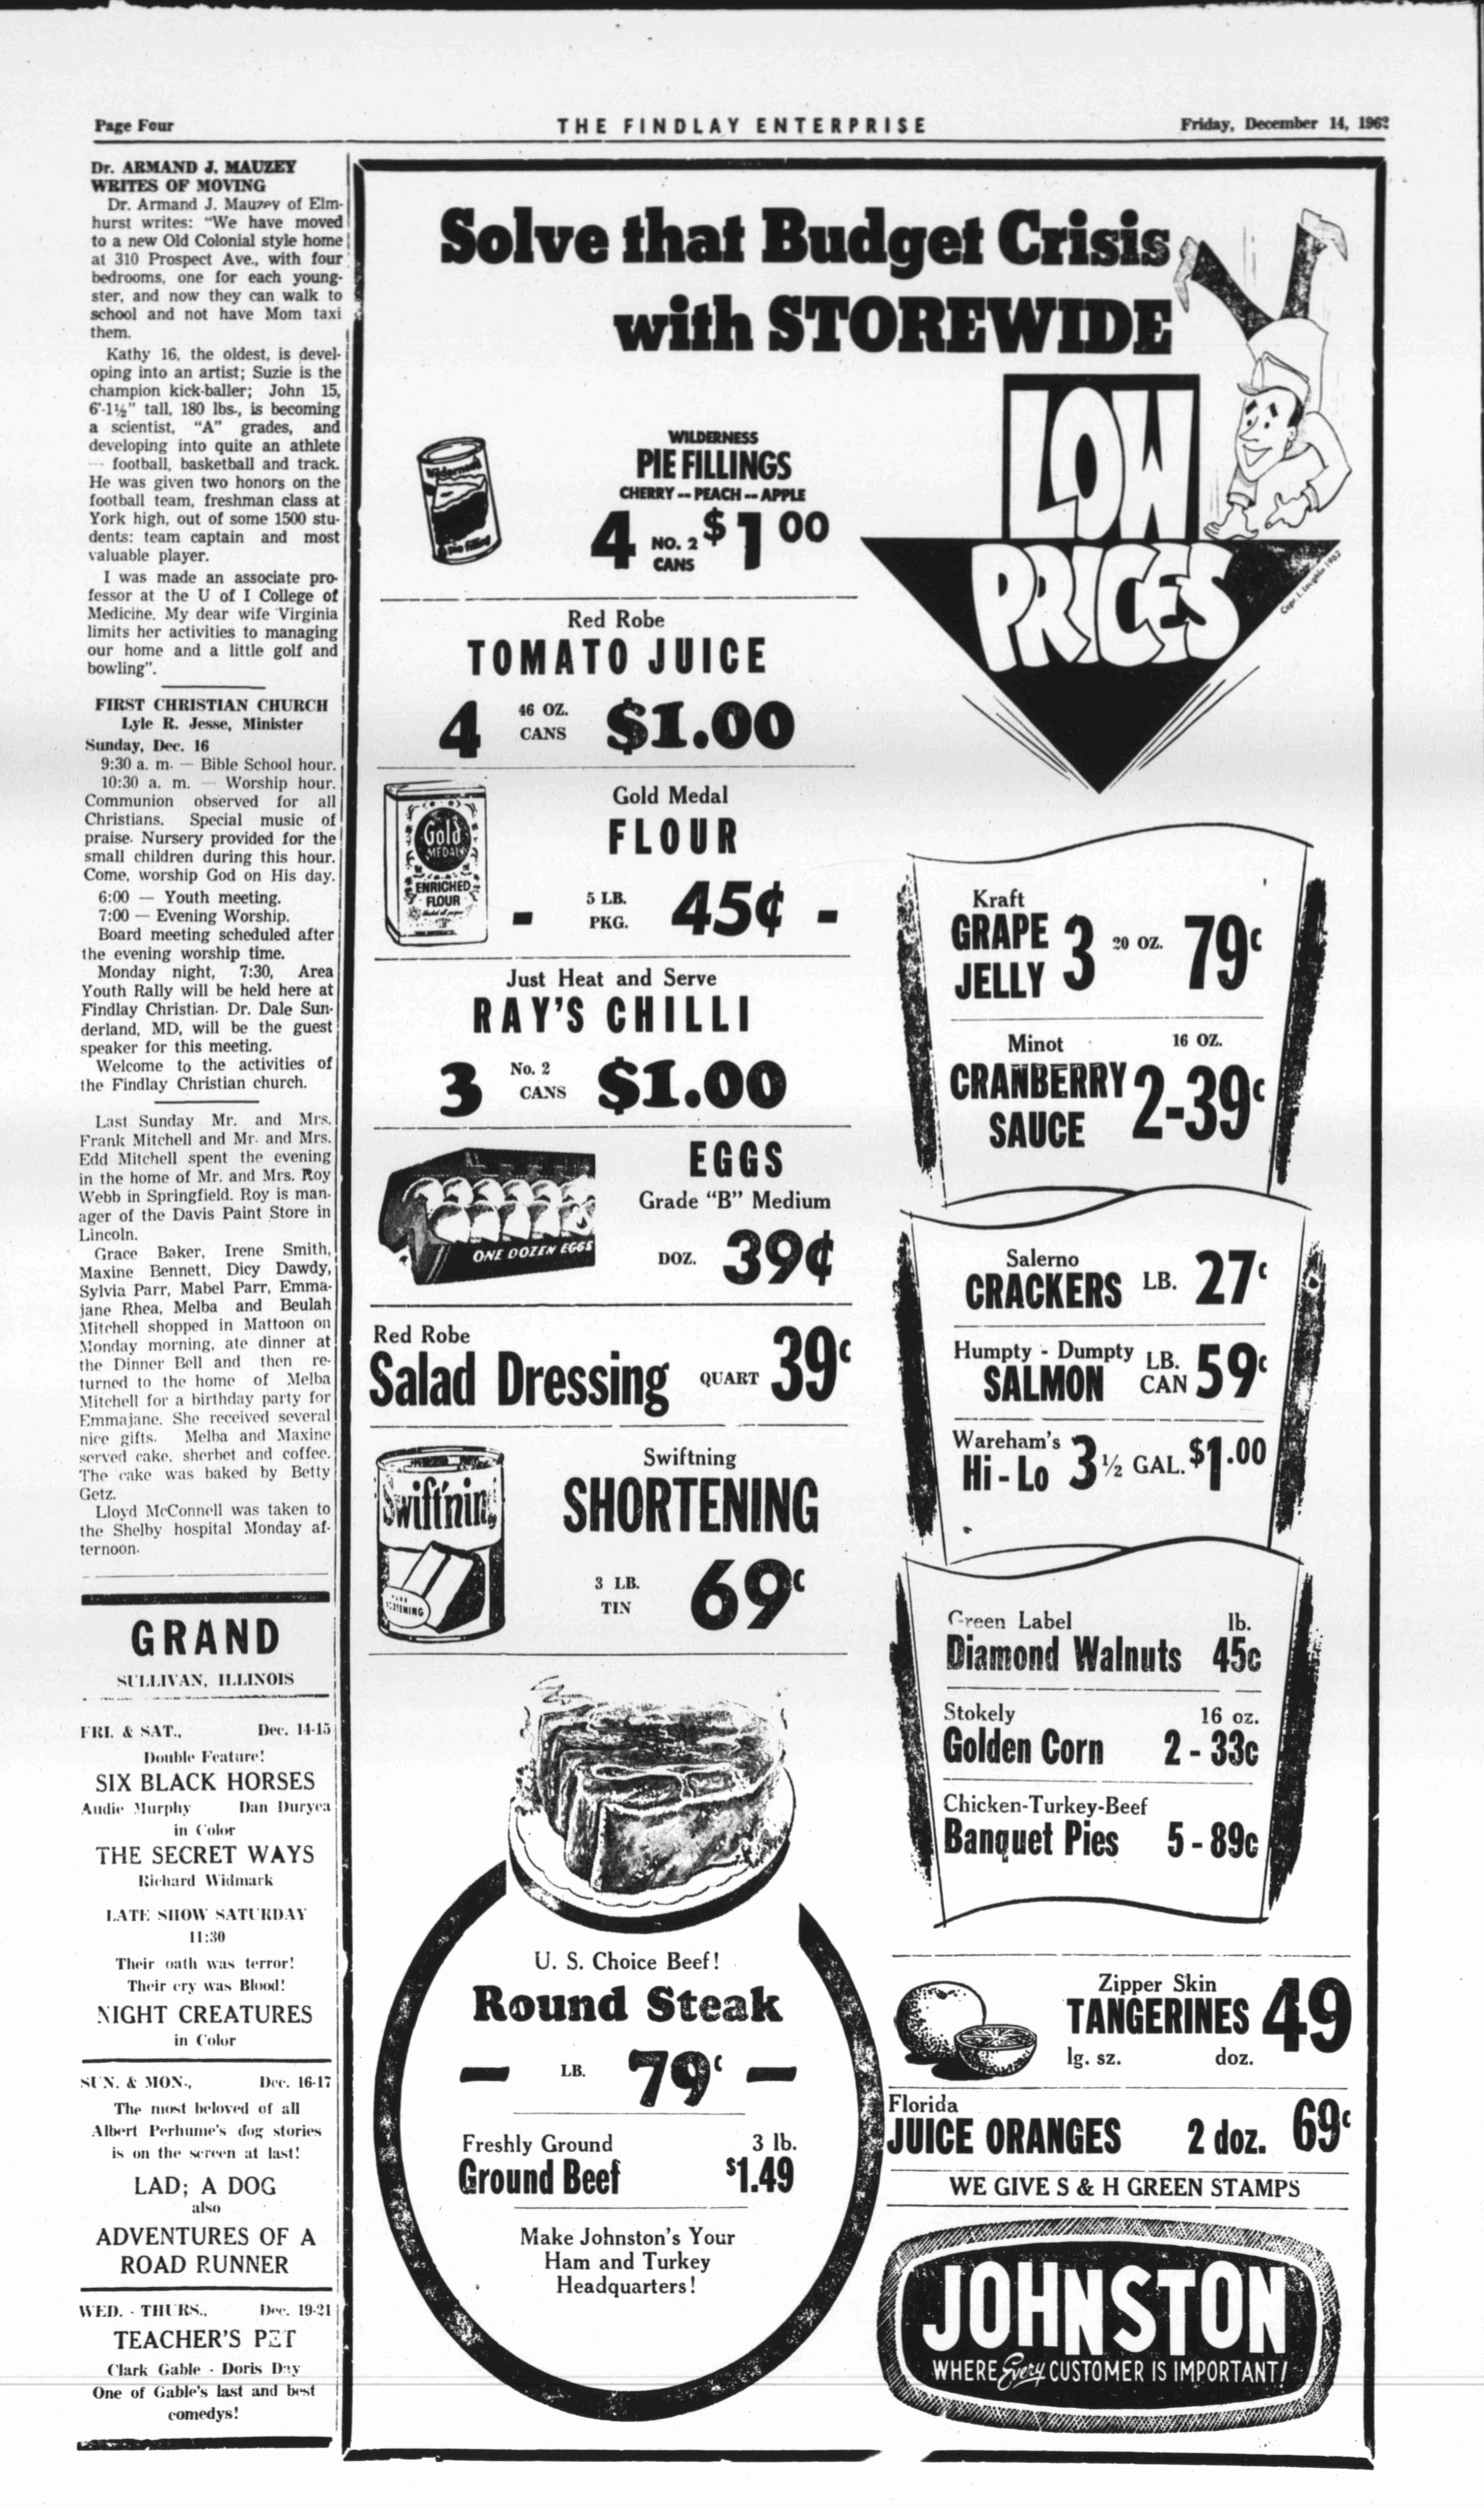 Page Four
THE FINDLAY ENTERPRISE
Friday, December 14, 1962
Dr. ARMAND J. MAUZEY
WRITES OF MOVING
Dr. Armand J. Mauzey of Elm-
hurst writes: "We have moved
to a new Old Colonial style home
at 310 Prospect Ave., with four
bedrooms, one for each young-
ster, and now they can walk to
school and not have Mom taxi
them.
Kathy 16, the oldest, is devel-
oping into an artist; Suzie is the
champion kick-baller; John 15,
6'-1½" tall, 180 lbs., is becoming
a scientist, "A" grades, and
developing into quite an athlete
-- football, basketball and track.
He was given two honors on the
football team, freshman class at
York high, out of some 1500 stu-
dents: team captain and most
valuable player.
I was made an associate pro-
fessor at the U of I College of
Medicine. My dear wife Virginia
limits her activities to managing
our home and a little golf and
bowling".
FIRST CHRISTIAN CHURCH
Lyle R. Jesse, Minister
Sunday, Dec. 16
9:30 a. m. — Bible School hour.
10:30 a. m. — Worship hour.
Communion observed for all
Christians. Special music of
praise. Nursery provided for the
small children during this hour.
Come, worship God on His day.
6:00 — Youth meeting.
7:00 — Evening Worship.
Board meeting scheduled after
the evening worship time.
Monday night, 7:30, Area
Youth Rally will be held here at
Findlay Christian. Dr. Dale Sun-
derland, MD, will be the guest
speaker for this meeting.
Welcome to the activities of
the Findlay Christian church.
Last Sunday Mr. and Mrs.
Frank Mitchell and Mr. and Mrs.
Edd Mitchell spent the evening
in the home of Mr. and Mrs. Roy
Webb in Springfield. Roy is man-
ager of the Davis Paint Store in
Lincoln.
Grace Baker, Irene Smith,
Maxine Bennett, Dicy Dawdy,
Sylvia Parr, Mabel Parr, Emma-
jane Rhea, Melba and Beulah
Mitchell shopped in Mattoon on
Monday morning, ate dinner at
the Dinner Bell and then re-
turned to the home of Melba
Mitchell for a birthday party for
Emmajane. She received several
nice gifts. Melba and Maxine
served cake, sherbet and coffee.
The cake was baked by Betty
Getz.
Lloyd McConnell was taken to
the Shelby hospital Monday af-
ternoon.
GRAND
SULLIVAN, ILLINOIS
FRI. & SAT., Dec. 14-15
Double Feature!
SIX BLACK HORSES
Audie Murphy Dan Duryea
in Color
THE SECRET WAYS
Richard Widmark
LATE SHOW SATURDAY
11:30
Their oath was terror!
Their cry was Blood!
NIGHT CREATURES
in Color
SUN. & MON., Dec. 16-17
The most beloved of all
Albert Perhume's dog stories
is on the screen at last!
LAD; A DOG
also
ADVENTURES OF A
ROAD RUNNER
WED. - THURS., Dec. 19-21
TEACHER'S PET
Clark Gable - Doris Day
One of Gable's last and best
comedys!
Solve that Budget Crisis
with STOREWIDE
LOW
PRICES
Wilderness
pie filling
WILDERNESS
PIE FILLINGS
CHERRY -- PEACH -- APPLE
4 NO. 2 CANS $1 00
Red Robe
TOMATO JUICE
4 46 OZ. CANS $1.00
Gold
MEDAL
ENRICHED
FLOUR
Gold Medal
FLOUR
- 5 LB. PKG. 45¢ -
Just Heat and Serve
RAY'S CHILLI
3 No. 2 CANS $1.00
ONE DOZEN EGGS
EGGS
Grade "B" Medium
DOZ. 39¢
Red Robe
Salad Dressing QUART 39c
Swift'ning
Swiftning
SHORTENING
3 LB. TIN 69c
U. S. Choice Beef!
Round Steak
— LB. 79c —
Freshly Ground 3 lb.
Ground Beef $1.49
Make Johnston's Your
Ham and Turkey
Headquarters!
Kraft
GRAPE JELLY 3 20 OZ. 79c
Minot 16 OZ.
CRANBERRY SAUCE 2-39c
Salerno
CRACKERS LB. 27c
Humpty - Dumpty
SALMON LB. CAN 59c
Wareham's
Hi - Lo 3 ½ GAL. $1.00
Green Label lb.
Diamond Walnuts 45c
Stokely 16 oz.
Golden Corn 2 - 33c
Chicken-Turkey-Beef
Banquet Pies 5 - 89c
Zipper Skin
TANGERINES 49
lg. sz. doz.
Florida
JUICE ORANGES 2 doz. 69c
WE GIVE S & H GREEN STAMPS
JOHNSTON
WHERE Every CUSTOMER IS IMPORTANT!